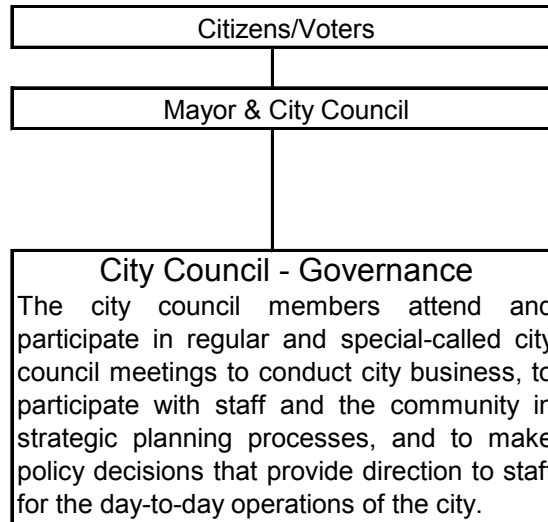 Citizens/Voters
Mayor & City Council
City Council - Governance
The city council members attend and
participate in regular and special-called city
council meetings to conduct city business, to
participate with staff and the community in
strategic planning processes, and to make
policy decisions that provide direction to staff
for the day-to-day operations of the city.